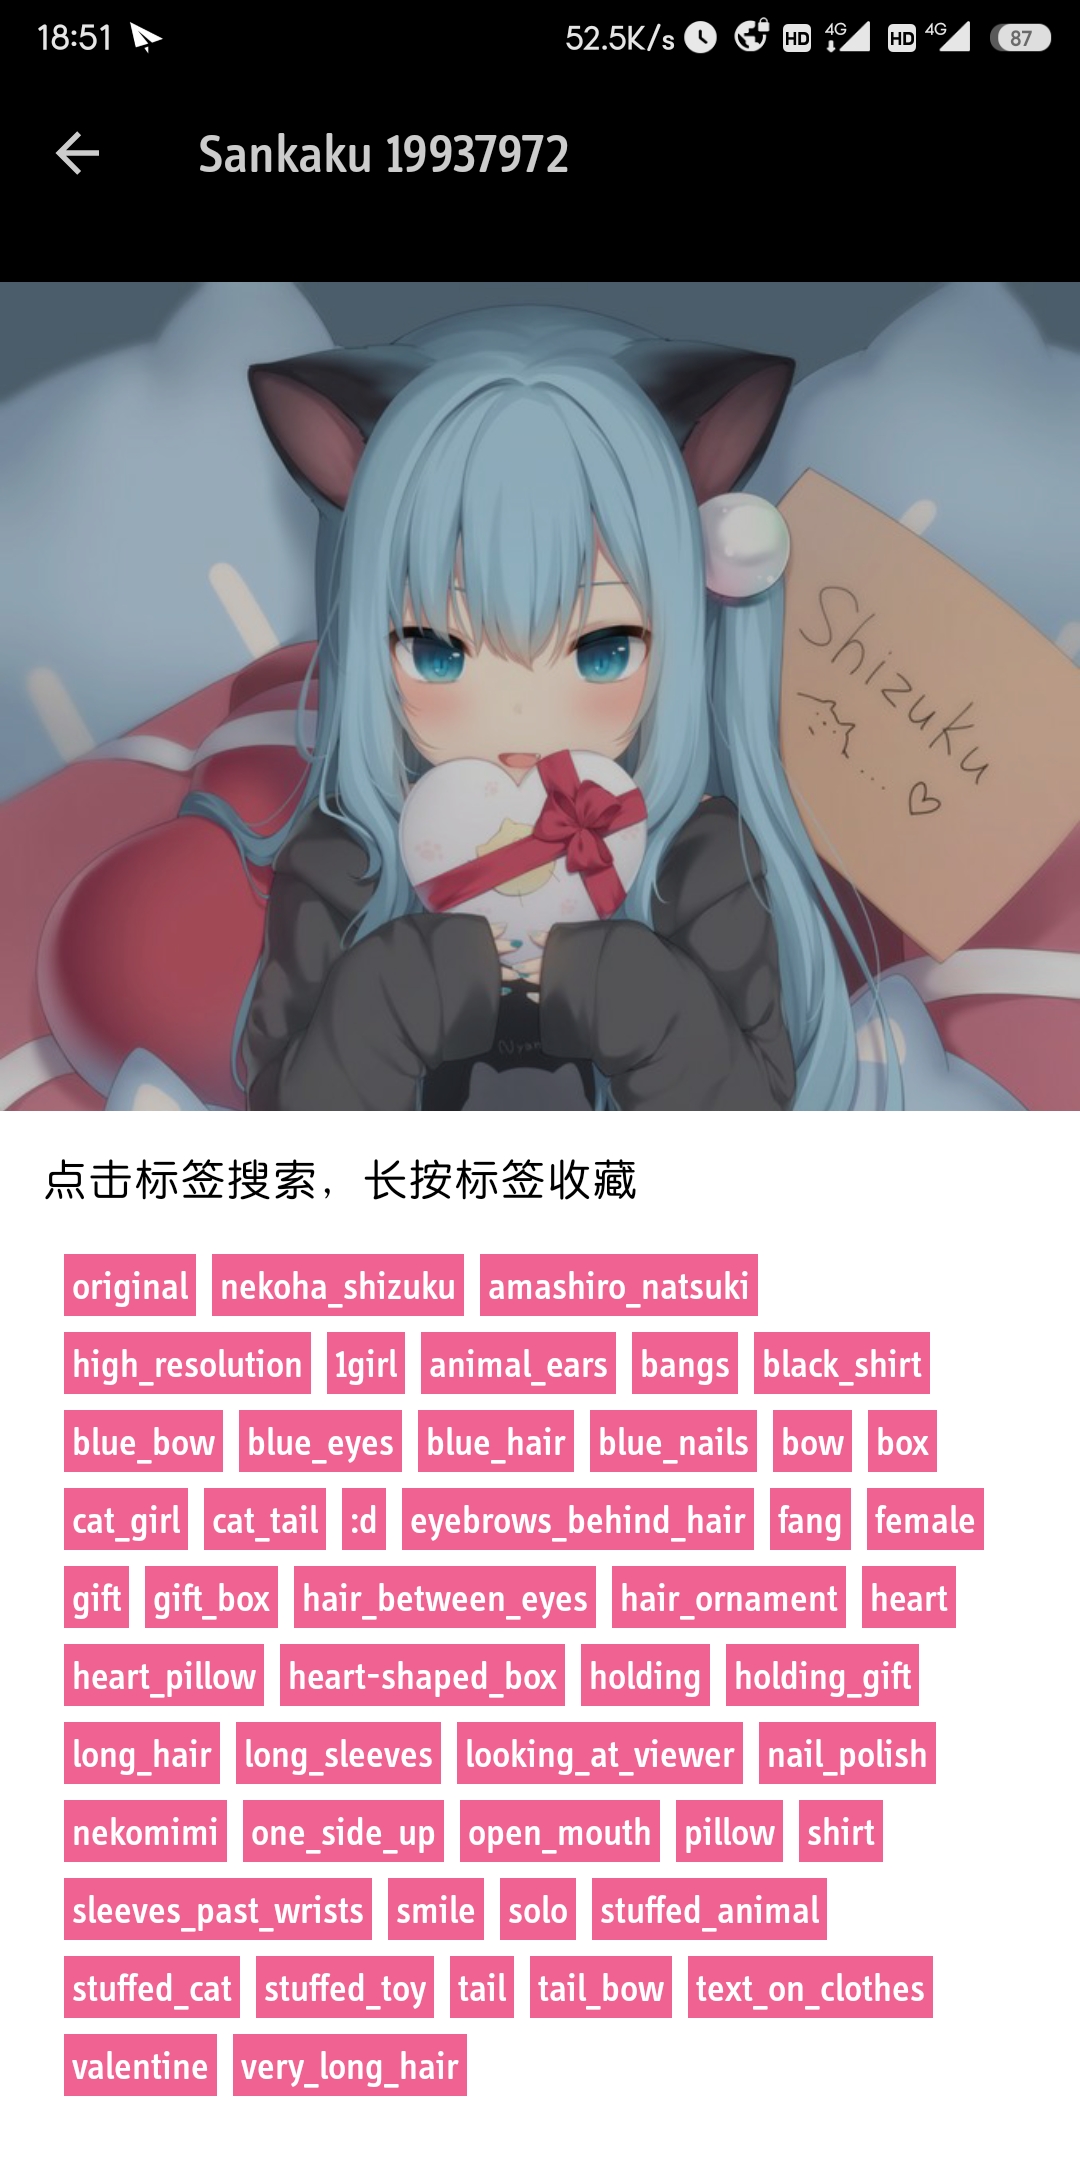 18:51 52.5K/s HD 4G HD 4G 87
Sankaku 19937972
Shizuku
Nyan
点击标签搜索，长按标签收藏
original nekoha_shizuku amashiro_natsuki
high_resolution 1girl animal_ears bangs black_shirt
blue_bow blue_eyes blue_hair blue_nails bow box
cat_girl cat_tail :d eyebrows_behind_hair fang female
gift gift_box hair_between_eyes hair_ornament heart
heart_pillow heart-shaped_box holding holding_gift
long_hair long_sleeves looking_at_viewer nail_polish
nekomimi one_side_up open_mouth pillow shirt
sleeves_past_wrists smile solo stuffed_animal
stuffed_cat stuffed_toy tail tail_bow text_on_clothes
valentine very_long_hair